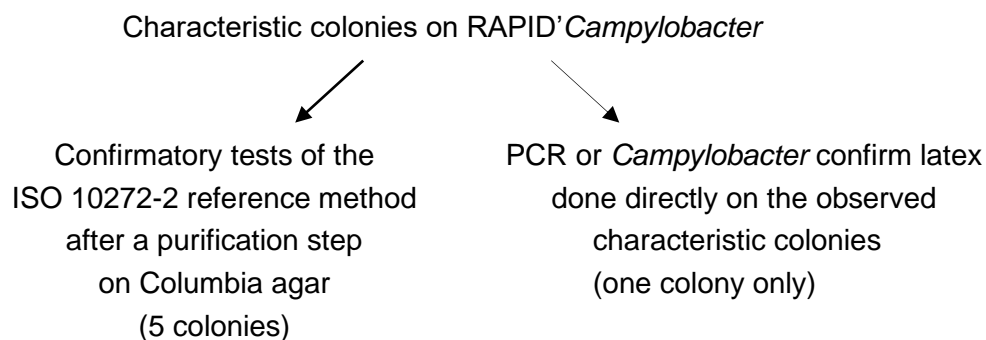 Characteristic colonies on RAPID’Campylobacter
Confirmatory tests of the
ISO 10272-2 reference method
after a purification step
on Columbia agar
(5 colonies)
PCR or Campylobacter confirm latex
done directly on the observed
characteristic colonies
(one colony only)